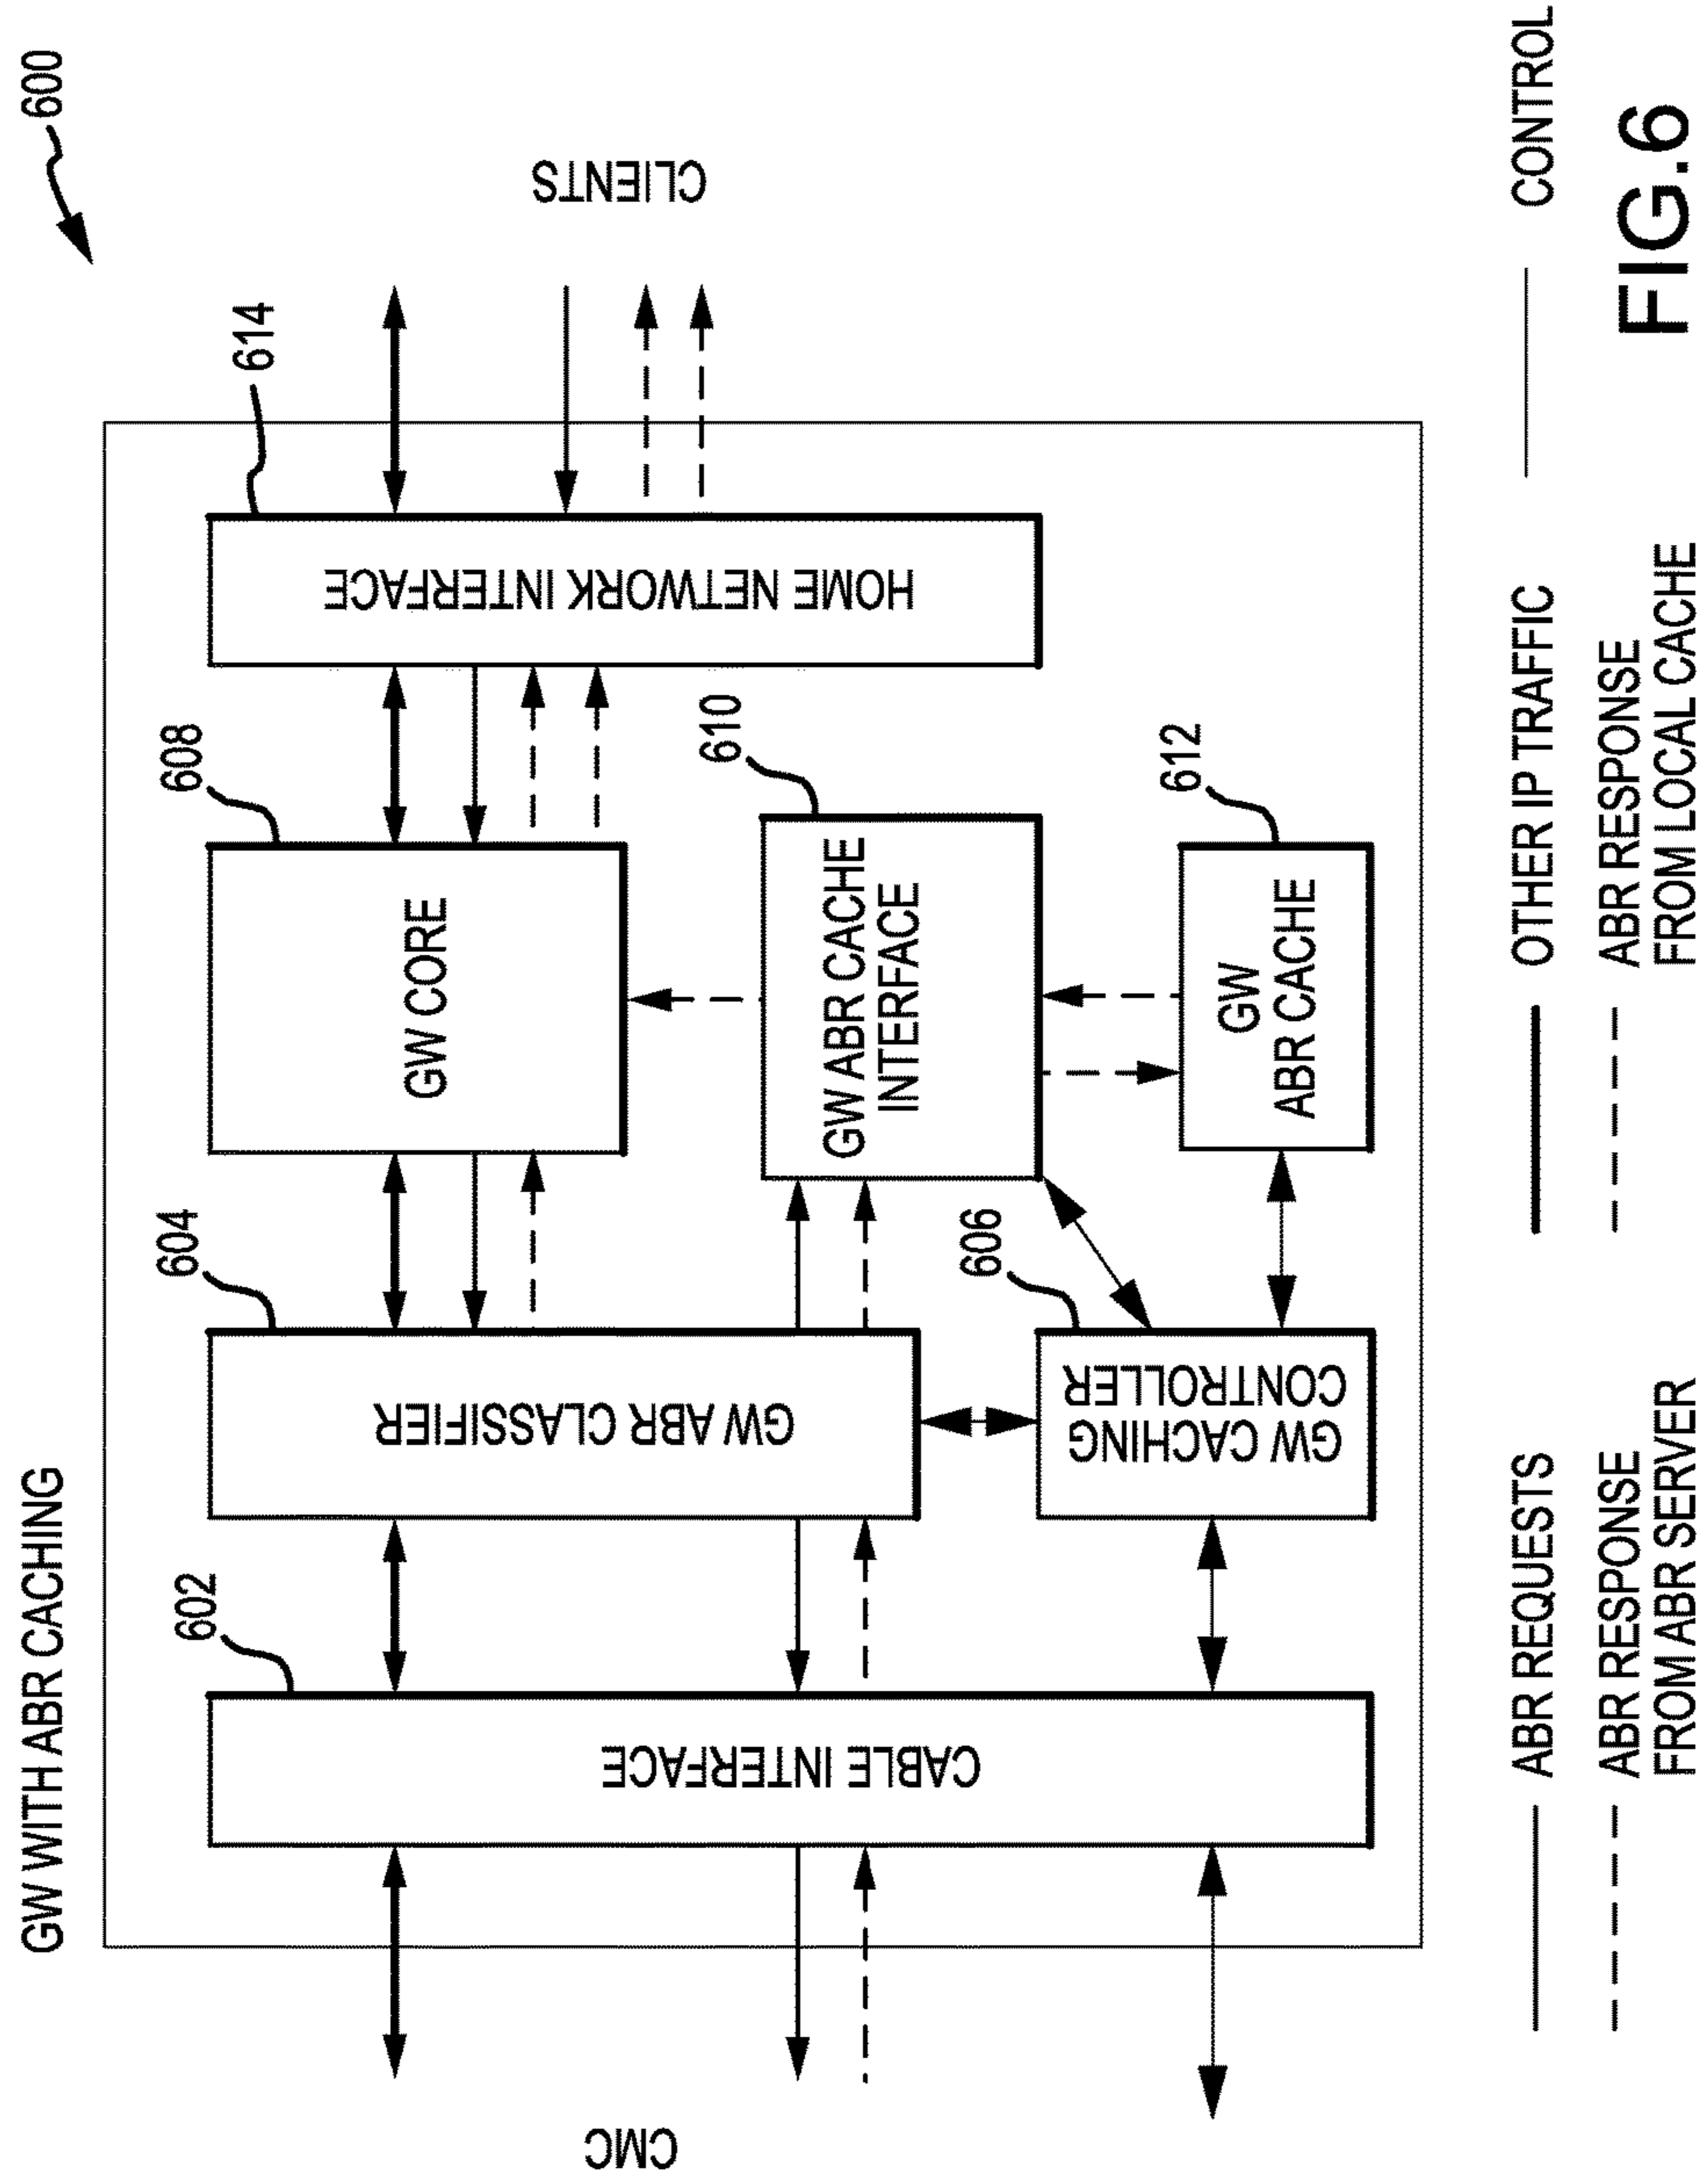 GW WITH ABR CACHING
600
602
604
608
614
CMC
CABLE INTERFACE
GW ABR CLASSIFIER
GW CORE
HOME NETWORK INTERFACE
CLIENTS
606
610
GW CACHING
CONTROLLER
GW ABR CACHE
INTERFACE
612
GW
ABR CACHE
ABR REQUESTS
OTHER IP TRAFFIC
CONTROL
ABR RESPONSE
FROM ABR SERVER
ABR RESPONSE
FROM LOCAL CACHE
FIG.6